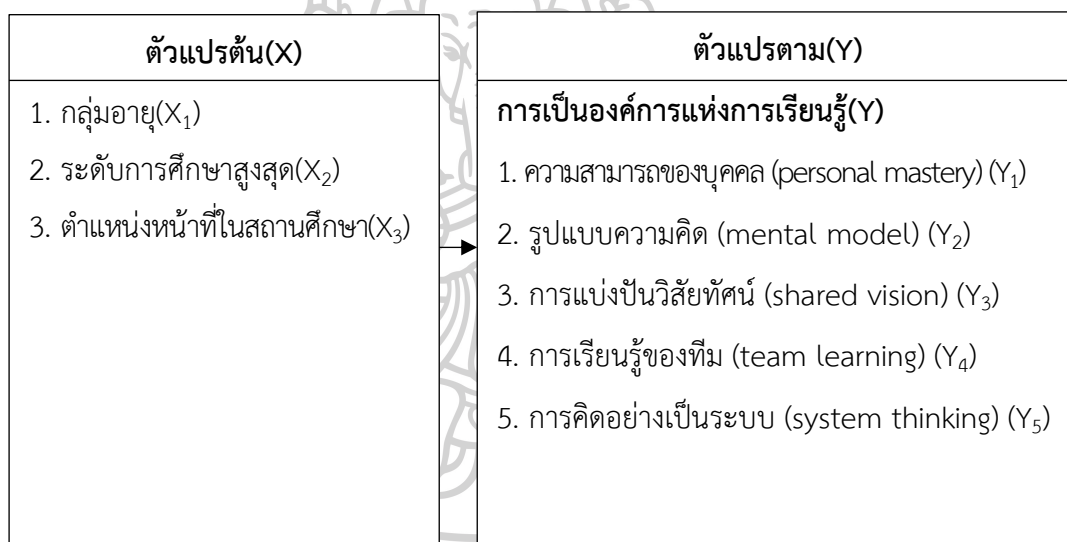 ตัวแปรต้น(X)
1. กลุ่มอายุ(X₁)
2. ระดับการศึกษาสูงสุด(X₂)
3. ตำแหน่งหน้าที่ในสถานศึกษา(X₃)
ตัวแปรตาม(Y)
การเป็นองค์การแห่งการเรียนรู้(Y)
1. ความสามารถของบุคคล (personal mastery) (Y₁)
2. รูปแบบความคิด (mental model) (Y₂)
3. การแบ่งปันวิสัยทัศน์ (shared vision) (Y₃)
4. การเรียนรู้ของทีม (team learning) (Y₄)
5. การคิดอย่างเป็นระบบ (system thinking) (Y₅)